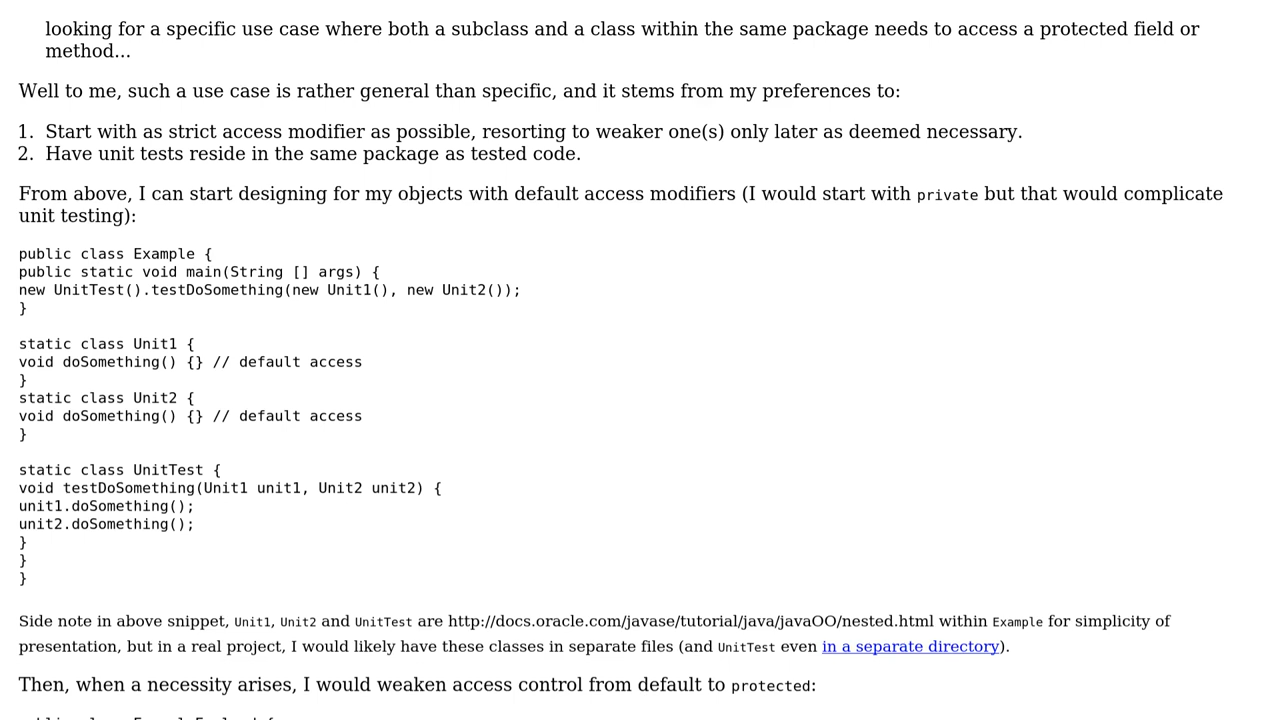 looking for a specific use case where both a subclass and a class within the same package needs to access a protected field or
method...
Well to me, such a use case is rather general than specific, and it stems from my preferences to:
1. Start with as strict access modifier as possible, resorting to weaker one(s) only later as deemed necessary.
2. Have unit tests reside in the same package as tested code.
From above, I can start designing for my objects with default access modifiers (I would start with private but that would complicate
unit testing):
public class Example {
public static void main(String [] args) {
new UnitTest().testDoSomething(new Unit1(), new Unit2());
}
static class Unit1 {
void doSomething() {} // default access
}
static class Unit2 {
void doSomething() {} // default access
}
static class UnitTest {
void testDoSomething(Unit1 unit1, Unit2 unit2) {
unit1.doSomething();
unit2.doSomething();
}
}
}
Side note in above snippet, Unit1, Unit2 and UnitTest are http://docs.oracle.com/javase/tutorial/java/javaOO/nested.html within Example for simplicity of
presentation, but in a real project, I would likely have these classes in separate files (and UnitTest even in a separate directory).
Then, when a necessity arises, I would weaken access control from default to protected: